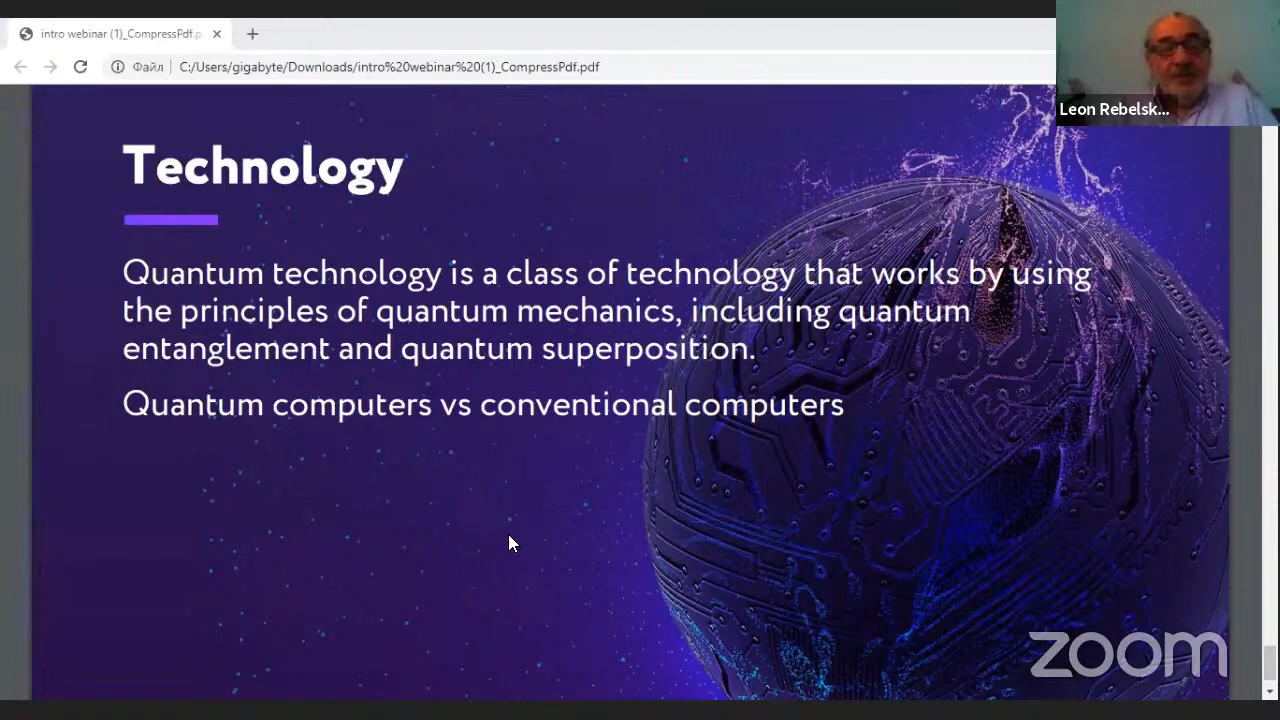 intro webinar (1)_CompressPdf.p
Файл
C:/Users/gigabyte/Downloads/intro%20webinar%20(1)_CompressPdf.pdf
Leon Rebelsk...
Technology
Quantum technology is a class of technology that works by using
the principles of quantum mechanics, including quantum
entanglement and quantum superposition.
Quantum computers vs conventional computers
zoom